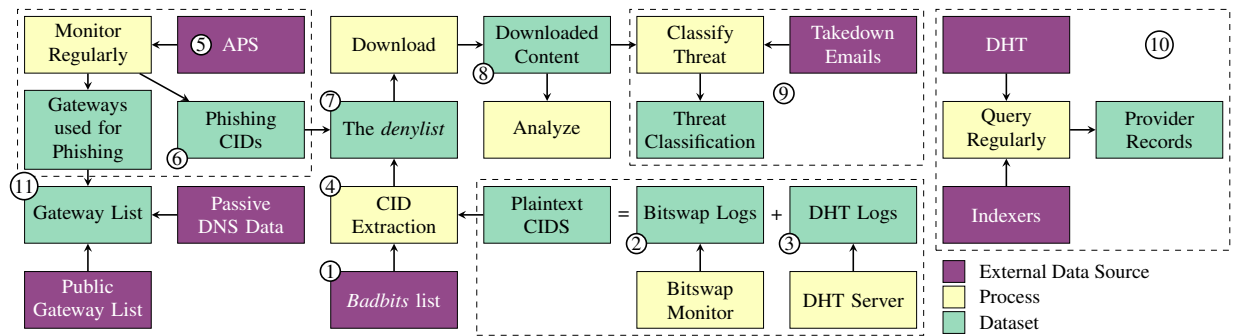 Monitor
Regularly
5
APS
Download
Downloaded
Content
8
Classify
Threat
Takedown
Emails
9
DHT
10
Gateways
used for
Phishing
Phishing
CIDs
6
7
The denylist
Analyze
Threat
Classification
Query
Regularly
Provider
Records
11
Gateway List
Passive
DNS Data
4
CID
Extraction
Plaintext
CIDS
=
Bitswap Logs
2
+
DHT Logs
3
Indexers
Public
Gateway List
1
Badbits list
Bitswap
Monitor
DHT Server
External Data Source
Process
Dataset